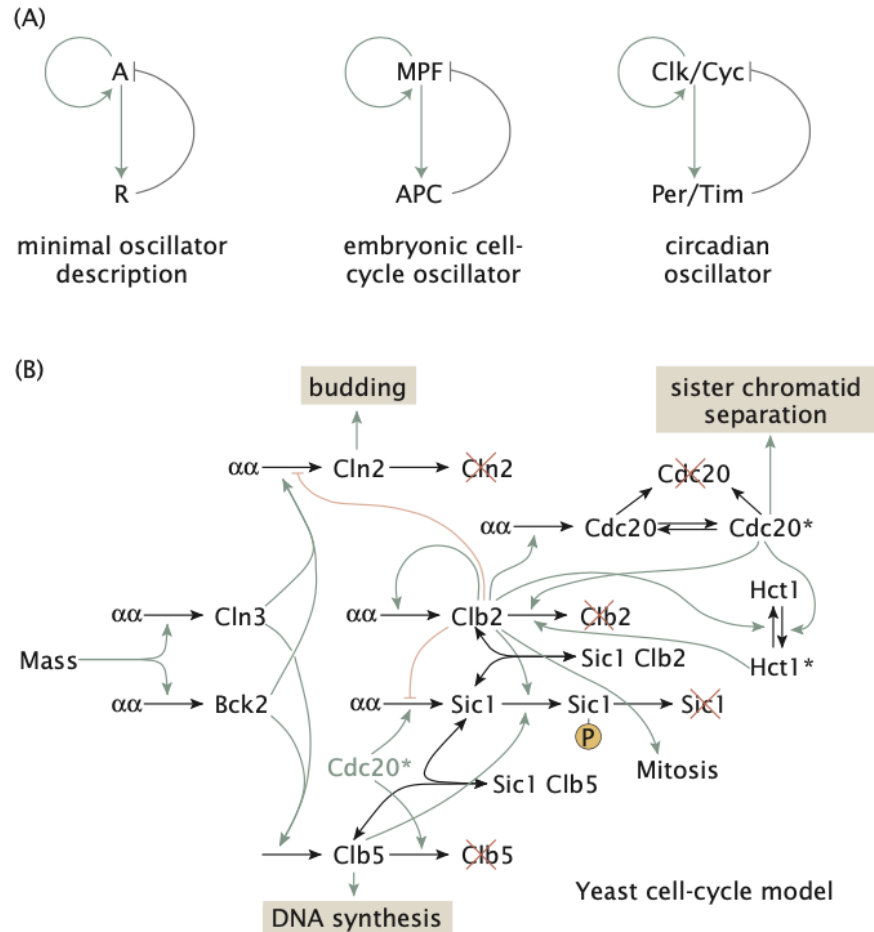 (A)
A
R
minimal oscillator
description
MPF
APC
embryonic cell-
cycle oscillator
Clk/Cyc
Per/Tim
circadian
oscillator
(B)
budding
sister chromatid
separation
αα Cln2 Cln2
Cdc20
αα Cdc20 Cdc20*
Hct1
αα Cln3
αα Clb2 Clb2
Mass
Sic1 Clb2
Hct1*
αα Bck2
αα Sic1 Sic1 Sic1
P
Cdc20*
Mitosis
Sic1 Clb5
Clb5 Clb5
Yeast cell-cycle model
DNA synthesis